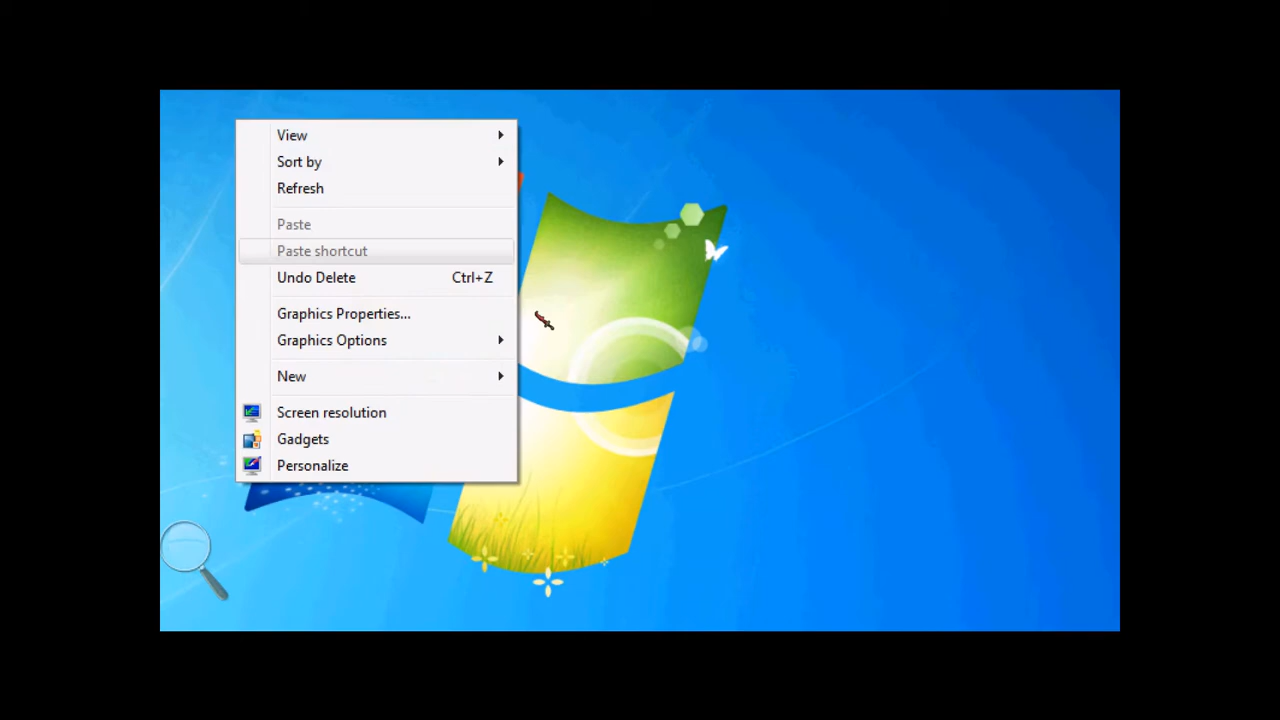 View
Sort by
Refresh
Paste
Paste shortcut
Undo Delete Ctrl+Z
Graphics Properties...
Graphics Options
New
Screen resolution
Gadgets
Personalize